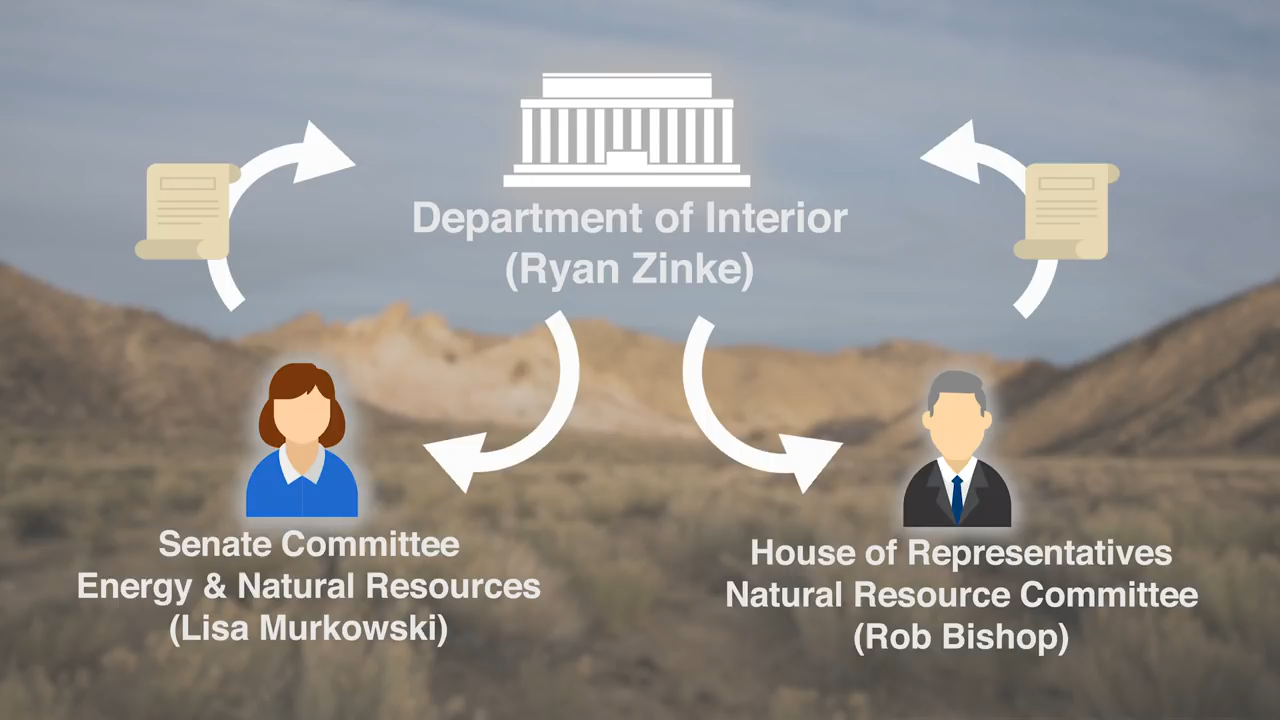 Department of Interior
(Ryan Zinke)
Senate Committee
Energy & Natural Resources
(Lisa Murkowski)
House of Representatives
Natural Resource Committee
(Rob Bishop)